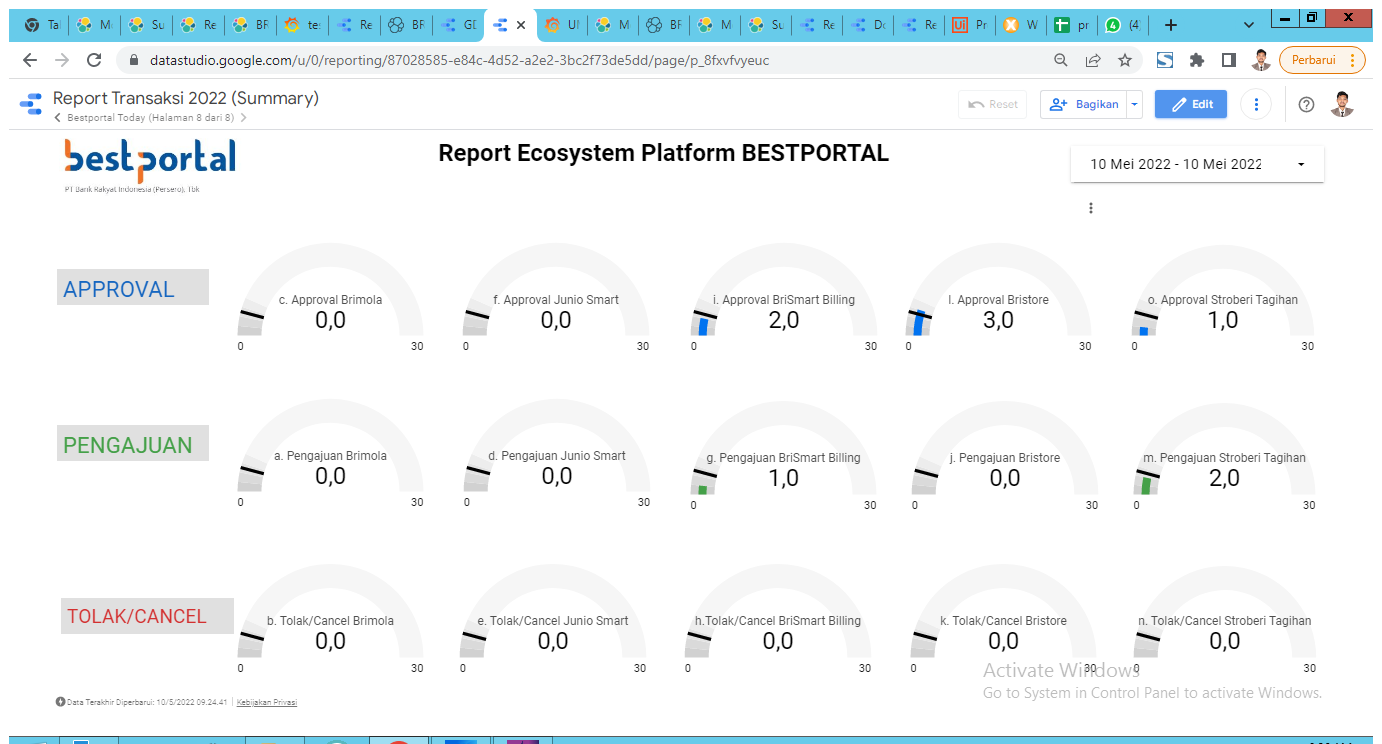 Ta
M
Su
Re
BR
te
Re
BR
GD
UI
M
BR
M
Su
Re
Do
Re
Pr
W
pr
(4
datastudio.google.com/u/0/reporting/87028585-e84c-4d52-a2e2-3bc2f73de5dd/page/p_8fxvfvyeuc
Perbarui
Report Transaksi 2022 (Summary)
Bestportal Today (Halaman 8 dari 8)
Reset
Bagikan
Edit
bestportal
PT Bank Rakyat Indonesia (Persero), Tbk
Report Ecosystem Platform BESTPORTAL
10 Mei 2022 - 10 Mei 2022
APPROVAL
c. Approval Brimola
0,0
0 30
f. Approval Junio Smart
0,0
0 30
i. Approval BriSmart Billing
2,0
0 30
l. Approval Bristore
3,0
0 30
o. Approval Stroberi Tagihan
1,0
0 30
PENGAJUAN
a. Pengajuan Brimola
0,0
0 30
d. Pengajuan Junio Smart
0,0
0 30
g. Pengajuan BriSmart Billing
1,0
0 30
j. Pengajuan Bristore
0,0
0 30
m. Pengajuan Stroberi Tagihan
2,0
0 30
TOLAK/CANCEL
b. Tolak/Cancel Brimola
0,0
0 30
e. Tolak/Cancel Junio Smart
0,0
0 30
h.Tolak/Cancel BriSmart Billing
0,0
0 30
k. Tolak/Cancel Bristore
0,0
0 30
n. Tolak/Cancel Stroberi Tagihan
0,0
0 30
Activate Windows
Go to System in Control Panel to activate Windows.
Data Terakhir Diperbarui: 10/5/2022 09.24.41
Kebijakan Privasi